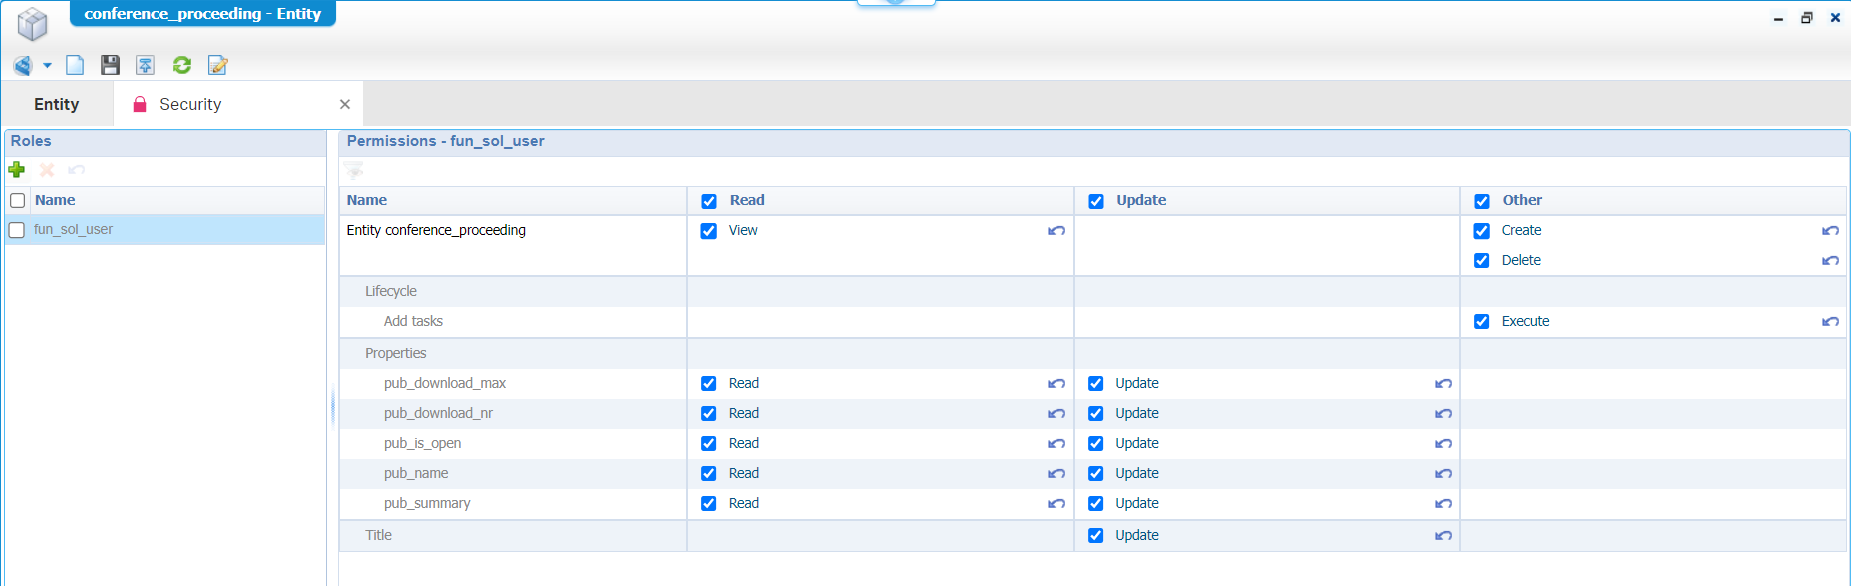 conference_proceeding - Entity
Entity
Security
Roles
Name
fun_sol_user
Permissions - fun_sol_user
Name Read Update Other
Entity conference_proceeding View Create
Delete
Lifecycle
Add tasks Execute
Properties
pub_download_max Read Update
pub_download_nr Read Update
pub_is_open Read Update
pub_name Read Update
pub_summary Read Update
Title Update